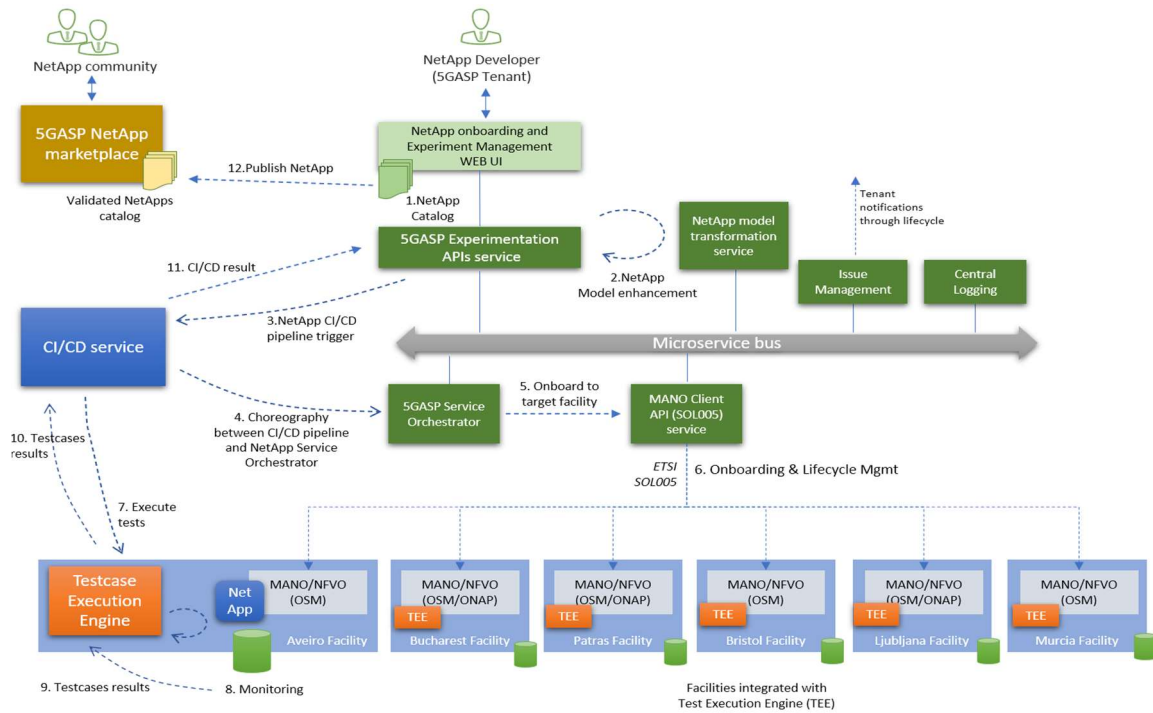 NetApp community
NetApp Developer
(5GASP Tenant)
5GASP NetApp
marketplace
Validated NetApps
catalog
12.Publish NetApp
NetApp onboarding and
Experiment Management
WEB UI
1.NetApp
Catalog
5GASP Experimentation
APIs service
2.NetApp
Model enhancement
NetApp model
transformation
service
Tenant
notifications
through lifecycle
Issue
Management
Central
Logging
11. CI/CD result
3.NetApp CI/CD
pipeline trigger
CI/CD service
Microservice bus
4. Choreography
between CI/CD pipeline
and NetApp Service
Orchestrator
5GASP Service
Orchestrator
5. Onboard to
target facility
MANO Client
API (SOL005)
service
ETSI
SOL005
6. Onboarding & Lifecycle Mgmt
10. Testcases
results
7. Execute
tests
Testcase
Execution
Engine
Net
App
MANO/NFVO
(OSM)
Aveiro Facility
MANO/NFVO
(OSM/ONAP)
TEE
Bucharest Facility
MANO/NFVO
(OSM/ONAP)
TEE
Patras Facility
MANO/NFVO
(OSM)
TEE
Bristol Facility
MANO/NFVO
(OSM/ONAP)
TEE
Ljubljana Facility
MANO/NFVO
(OSM)
TEE
Murcia Facility
9. Testcases results
8. Monitoring
Facilities integrated with
Test Execution Engine (TEE)